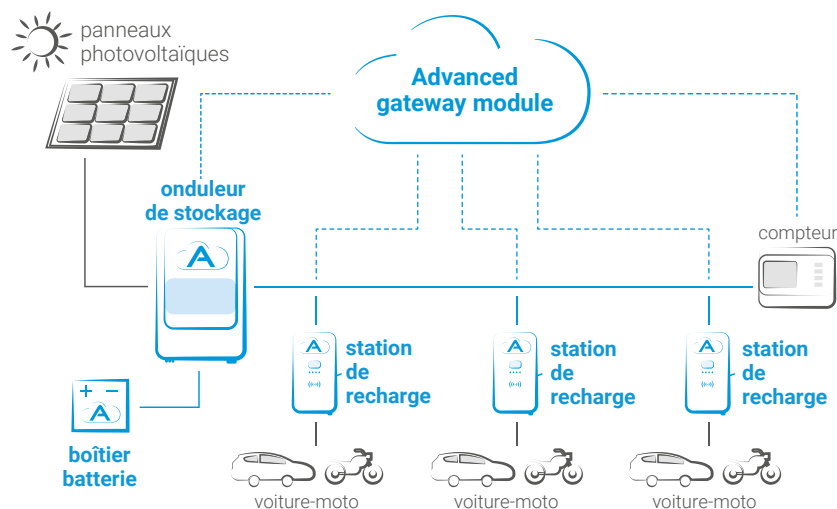 panneaux
photovoltaïques
Advanced
gateway module
onduleur
de stockage
compteur
A
A
station
de
recharge
A
station
de
recharge
A
station
de
recharge
+ −
A
boîtier
batterie
voiture-moto
voiture-moto
voiture-moto